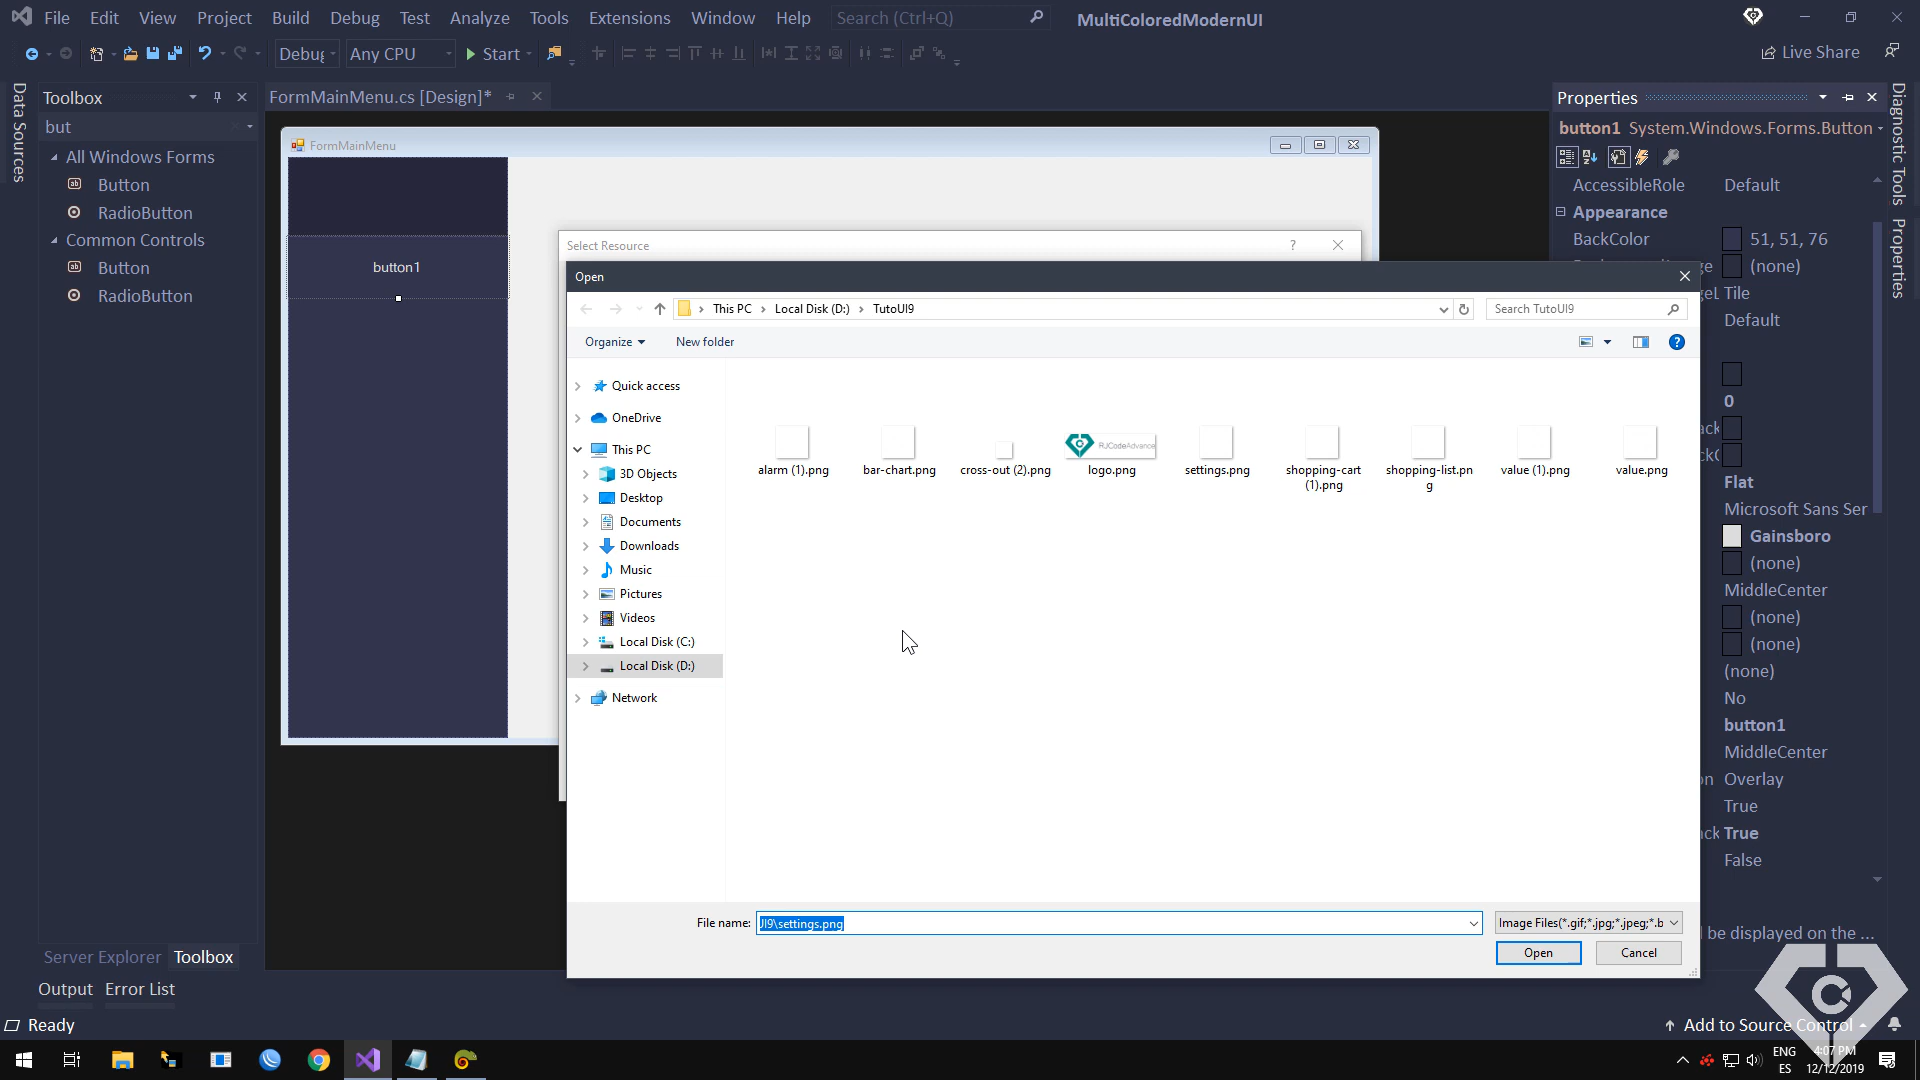 File Edit View Project Build Debug Test Analyze Tools Extensions Window Help Search (Ctrl+Q) MultiColoredModernUI
Debug Any CPU Start Live Share
Data Sources
Toolbox
but
All Windows Forms
Button
RadioButton
Common Controls
Button
RadioButton
Server Explorer Toolbox
FormMainMenu.cs [Design]*
FormMainMenu
button1
Select Resource ?
Open
This PC Local Disk (D:) TutoUI9 Search TutoUI9
Organize New folder
Quick access
OneDrive
This PC
3D Objects
Desktop
Documents
Downloads
Music
Pictures
Videos
Local Disk (C:)
Local Disk (D:)
Network
RJCodeAdvance
alarm (1).png bar-chart.png cross-out (2).png logo.png settings.png shopping-cart (1).png shopping-list.png value (1).png value.png
File name: JI9\settings.png Image Files(*.gif;*.jpg;*.jpeg;*.b
Open Cancel
Properties
button1 System.Windows.Forms.Button
AccessibleRole Default
Appearance
BackColor 51, 51, 76
(none)
Tile
Default
0
Flat
Microsoft Sans Ser
Gainsboro
(none)
MiddleCenter
(none)
(none)
(none)
No
button1
MiddleCenter
Overlay
True
True
False
l be displayed on the ...
Diagnostic Tools
Properties
Output Error List
Ready
Add to Source Control
ENG
ES
4:07 PM
12/12/2019